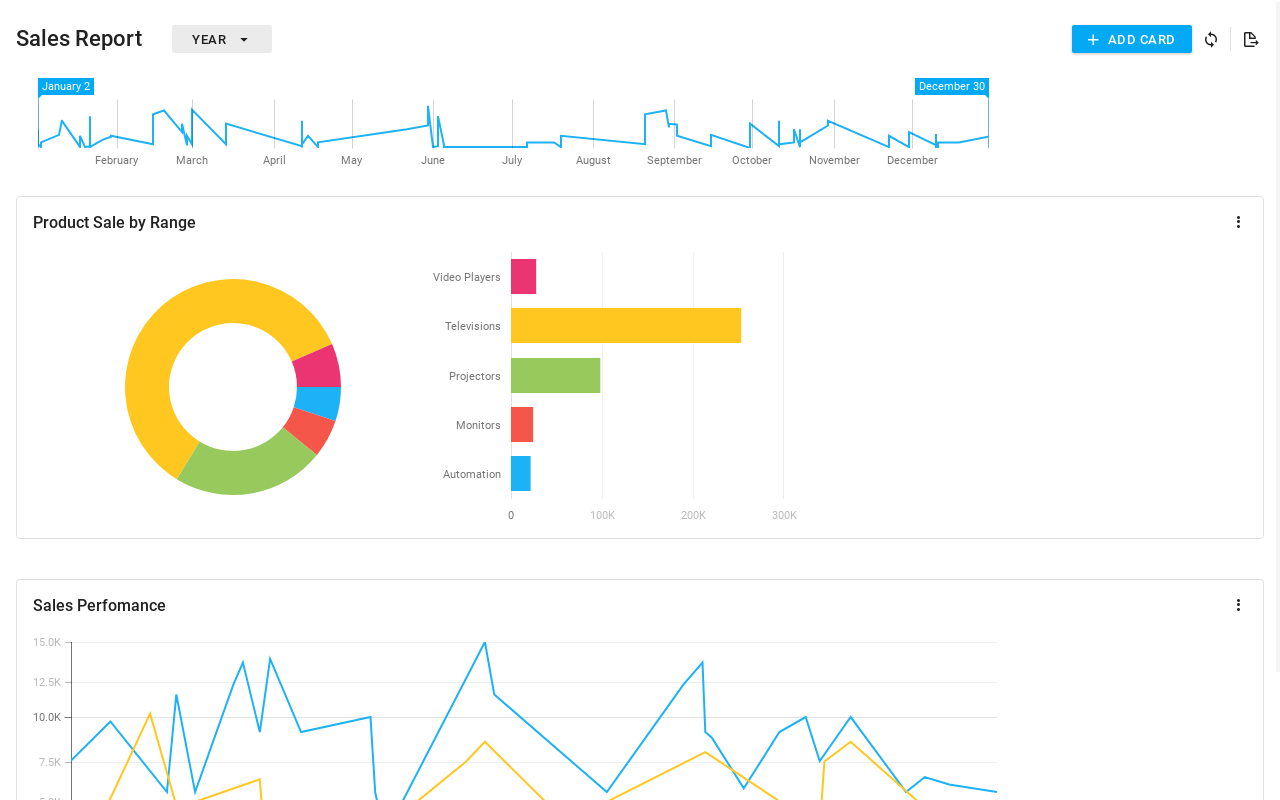 Sales Report
YEAR
ADD CARD
January 2
December 30
February March April May June July August September October November December
Product Sale by Range
Video Players
Televisions
Projectors
Monitors
Automation
0 100K 200K 300K
Sales Perfomance
15.0K
12.5K
10.0K
7.5K
5.0K